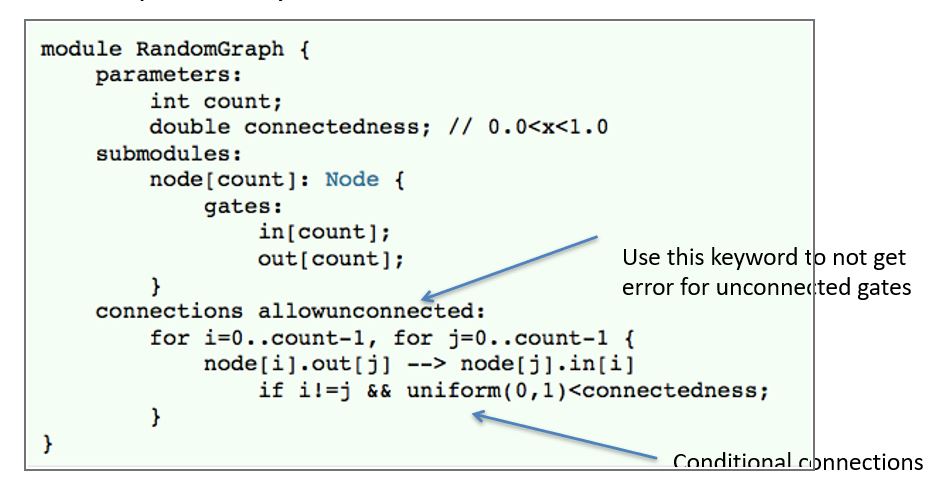 module RandomGraph {
parameters:
int count;
double connectedness; // 0.0<x<1.0
submodules:
node[count]: Node {
gates:
in[count];
out[count];
}
connections allowunconnected:
for i=0..count-1, for j=0..count-1 {
node[i].out[j] --> node[j].in[i]
if i!=j && uniform(0,1)<connectedness;
}
}
Use this keyword to not get
error for unconnected gates
Conditional connections